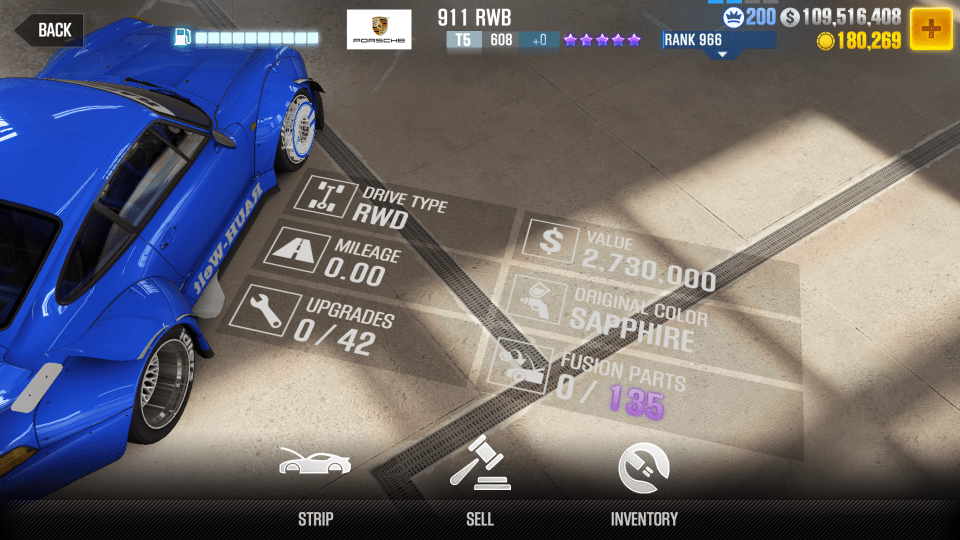 BACK
PORSCHE
911 RWB
T5 608 +0
200 109,516,408
RANK 966
180,269
RAUH-Welt
DRIVE TYPE
RWD
MILEAGE
0.00
UPGRADES
0 / 42
VALUE
2,730,000
ORIGINAL COLOR
SAPPHIRE
FUSION PARTS
0 / 135
STRIP
SELL
INVENTORY